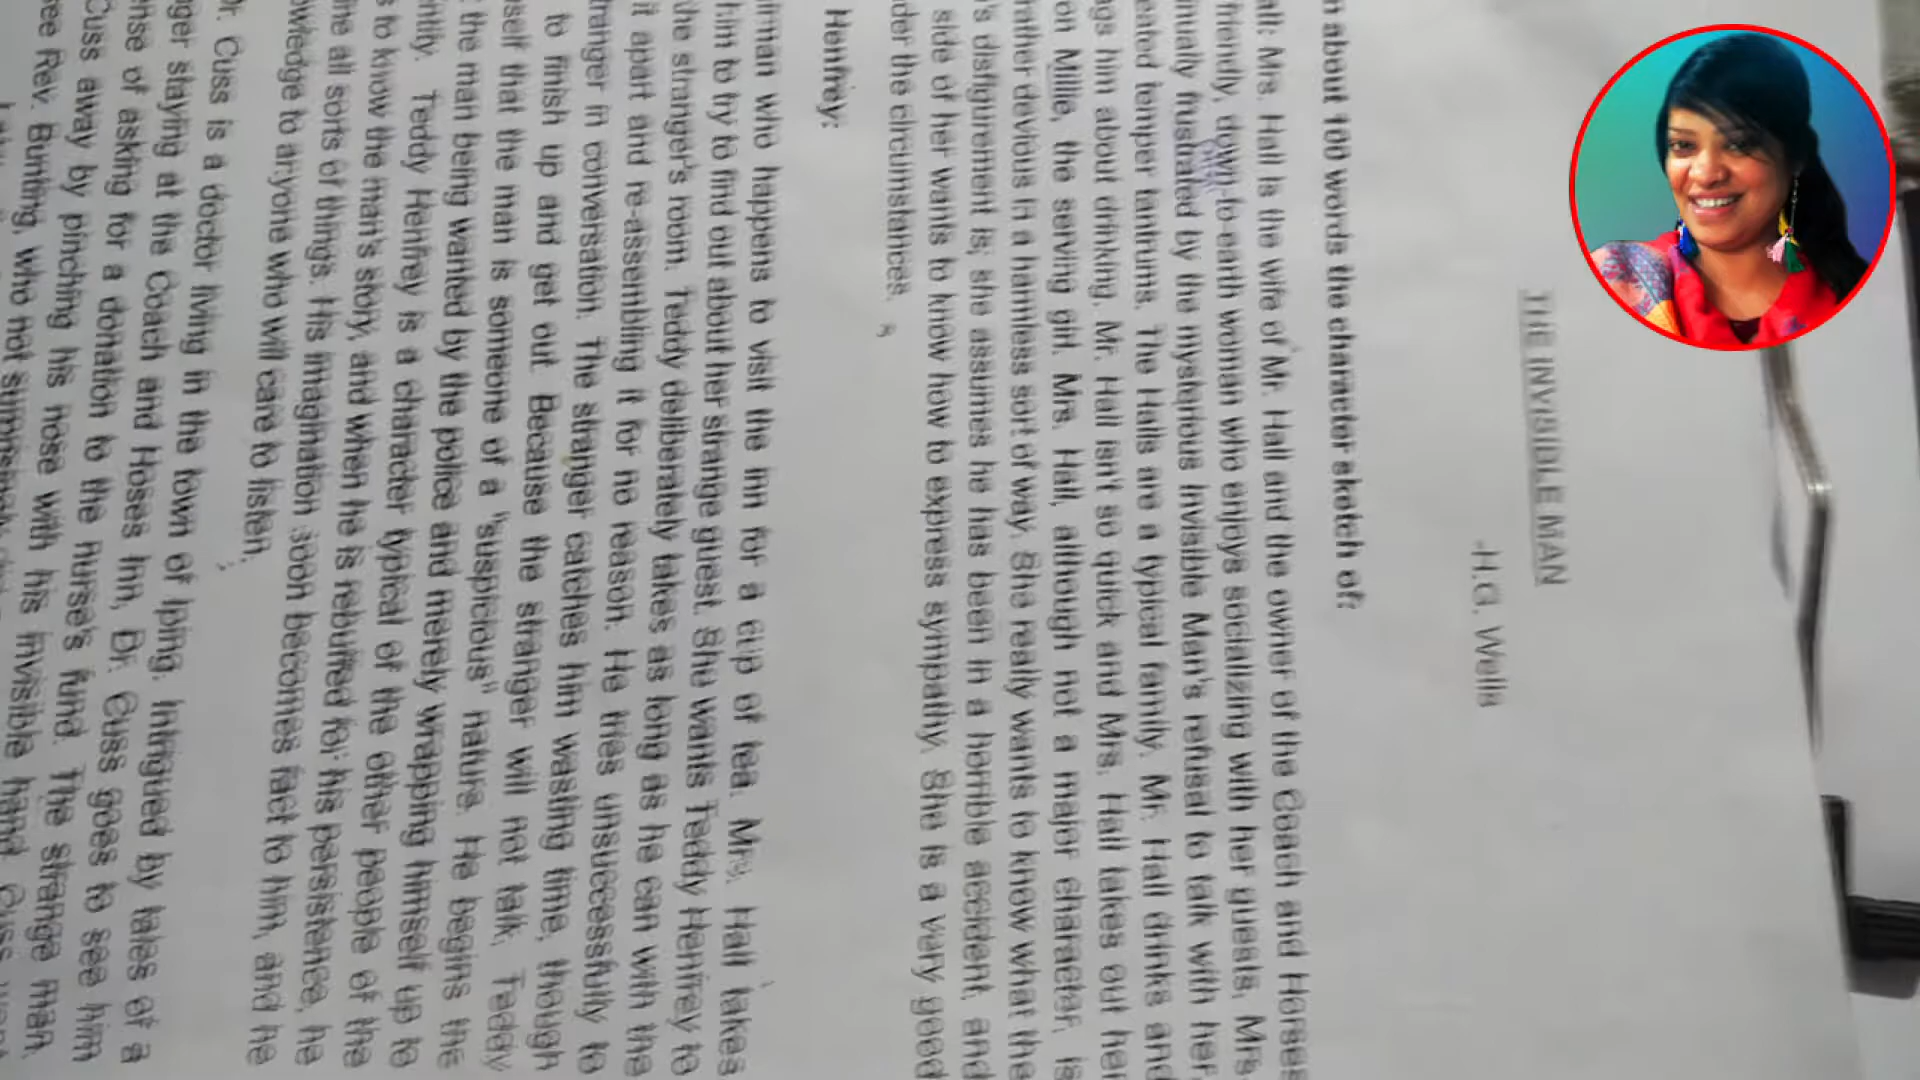 THE INVISIBLE MAN
-H.G. Wells
n about 100 words the character sketch of:
all: Mrs. Hall is the wife of Mr. Hall and the owner of the Coach and Horses
friendly, down-to-earth woman who enjoys socializing with her guests, Mrs.
inually frustrated by the mysterious Invisible Man's refusal to talk with her,
eated temper tantrums. The Halls are a typical family. Mr. Hall drinks and
gs him about drinking. Mr. Hall isnt so quick and Mrs. Hall takes out her
on Millie, the serving girl. Mrs. Hall, although not a major character, is
rather devious in a harmless sort of way. She really wants to know what the
's disfigurement is; she assumes he has been in a horrible accident, and
side of her wants to know how to express sympathy. She is a very good
der the circumstances.
Henfrey:
man who happens to visit the inn for a cup of tea. Mrs. Hall takes
him to try to find out about her strange guest. She wants Teddy Henfrey to
the stranger's room. Teddy deliberately takes as long as he can with the
it apart and re-assembling it for no reason. He tries unsuccessfully to
tranger in conversation. The stranger catches him wasting time, though
to finish up and get out. Because the stranger will not talk, Teddy
self that the man is someone of a "suspicious" nature. He begins the
the man being wanted by the police and merely wrapping himself up to
ntity. Teddy Henfrey is a character typical of the other people of the
s to know the man's story, and when he is rebuffed for his persistence, he
ine all sorts of things. His imagination soon becomes fact to him, and he
owledge to anyone who will care to listen.
r. Cuss is a doctor living in the town of Iping. Intrigued by tales of a
ger staying at the Coach and Hoses Inn, Dr. Cuss goes to see him
nse of asking for a donation to the nurse's fund. The strange man
Cuss away by pinching his nose with his invisible hand. Cuss
ee Rev. Bunting, who not